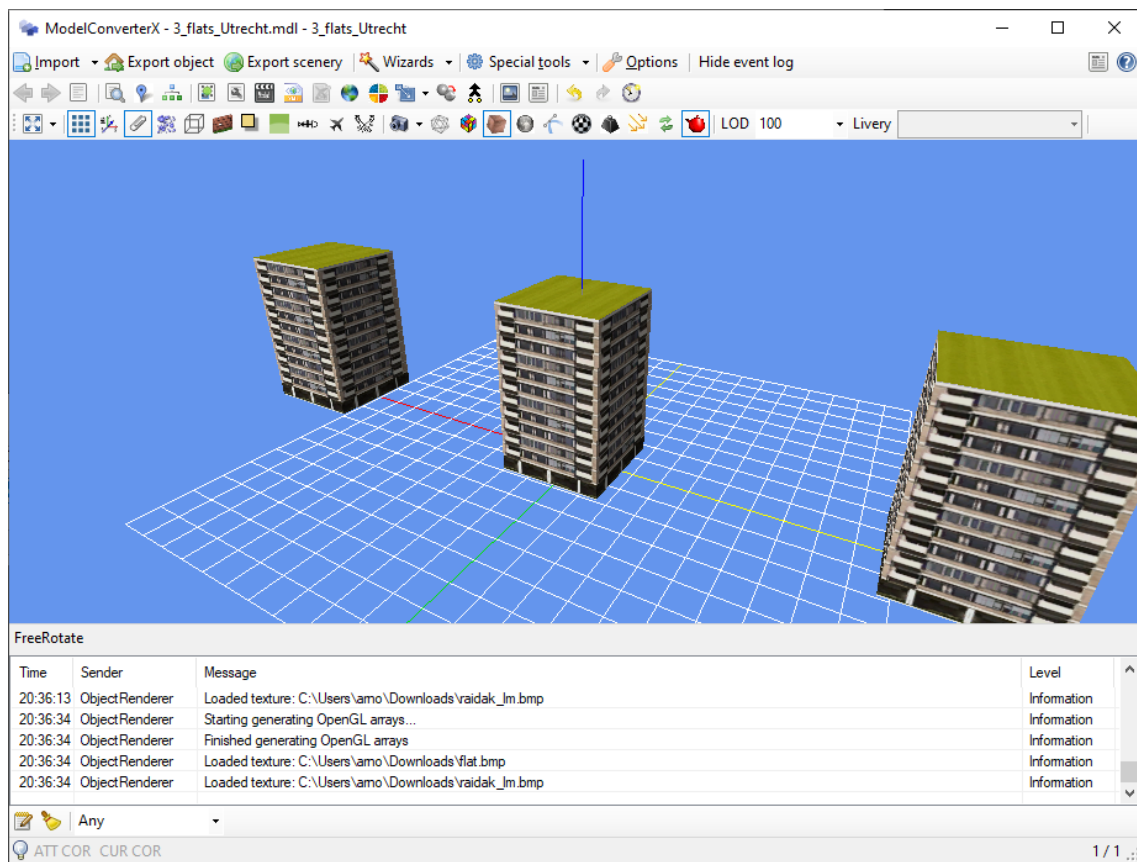 ModelConverterX - 3_flats_Utrecht.mdl - 3_flats_Utrecht
Import Export object Export scenery Wizards Special tools Options Hide event log
LOD 100 Livery
FreeRotate
Time Sender Message Level
20:36:13 ObjectRenderer Loaded texture: C:\Users\amo\Downloads\raidak_lm.bmp Information
20:36:34 ObjectRenderer Starting generating OpenGL arrays... Information
20:36:34 ObjectRenderer Finished generating OpenGL arrays Information
20:36:34 ObjectRenderer Loaded texture: C:\Users\amo\Downloads\flat.bmp Information
20:36:34 ObjectRenderer Loaded texture: C:\Users\amo\Downloads\raidak_lm.bmp Information
Any
ATT COR CUR COR 1 / 1